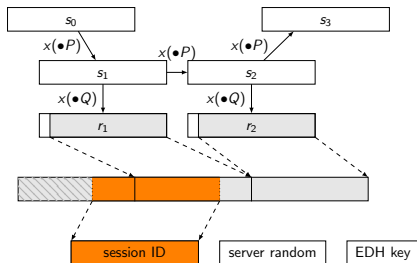 s0 s3
x(•P) x(•P) x(•P)
s1 s2
x(•Q) x(•Q)
r1 r2
session ID server random EDH key